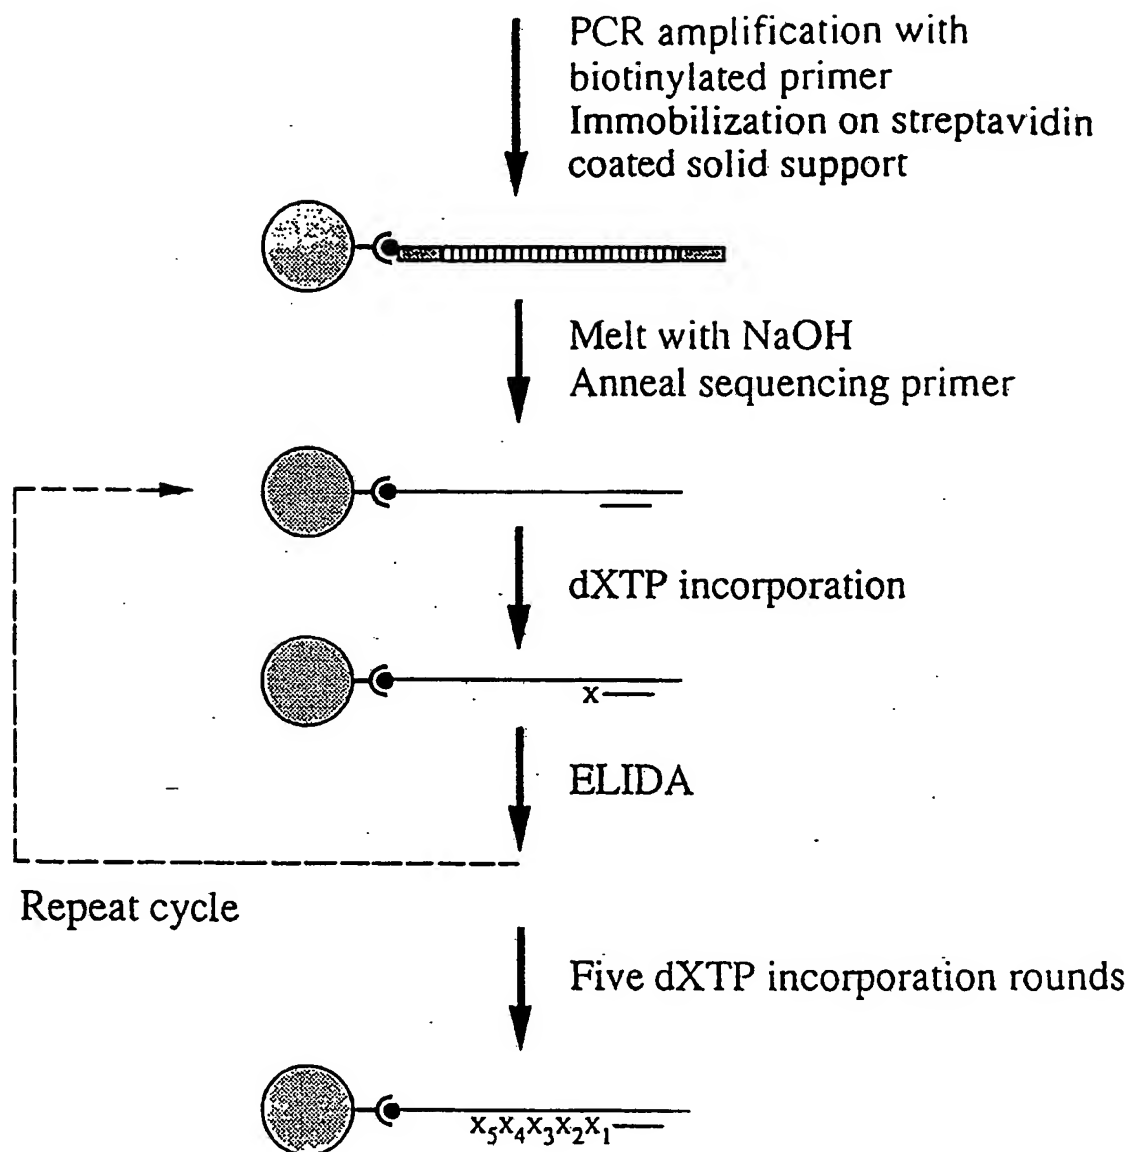 PCR amplification with
biotinylated primer
Immobilization on streptavidin
coated solid support
Melt with NaOH
Anneal sequencing primer
dXTP incorporation
x
ELIDA
Repeat cycle
Five dXTP incorporation rounds
x₅x₄x₃x₂x₁